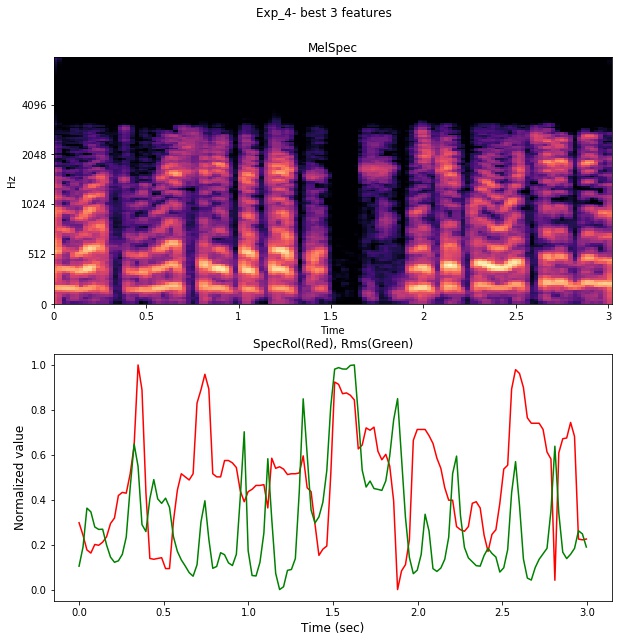 Exp_4- best 3 features
MelSpec
4096
2048
1024
512
0
Hz
0 0.5 1 1.5 2 2.5 3
Time
SpecRol(Red), Rms(Green)
1.0
0.8
0.6
0.4
0.2
0.0
Normalized value
0.0 0.5 1.0 1.5 2.0 2.5 3.0
Time (sec)